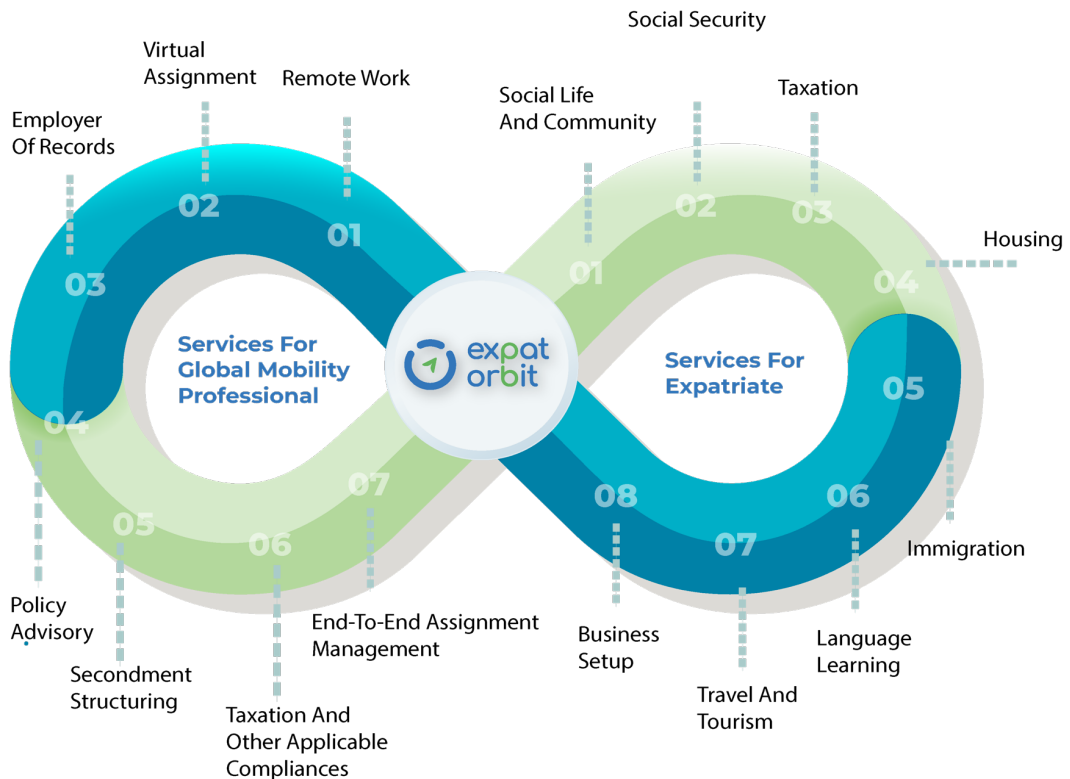 Social Security
Virtual
Assignment
Remote Work
Employer
Of Records
Social Life
And Community
Taxation
Housing
01
02
03
04
05
06
07
Services For
Global Mobility
Professional
expat
orbit
01
02
03
04
05
06
07
08
Services For
Expatriate
Policy
Advisory
Secondment
Structuring
Taxation And
Other Applicable
Compliances
End-To-End Assignment
Management
Business
Setup
Travel And
Tourism
Language
Learning
Immigration